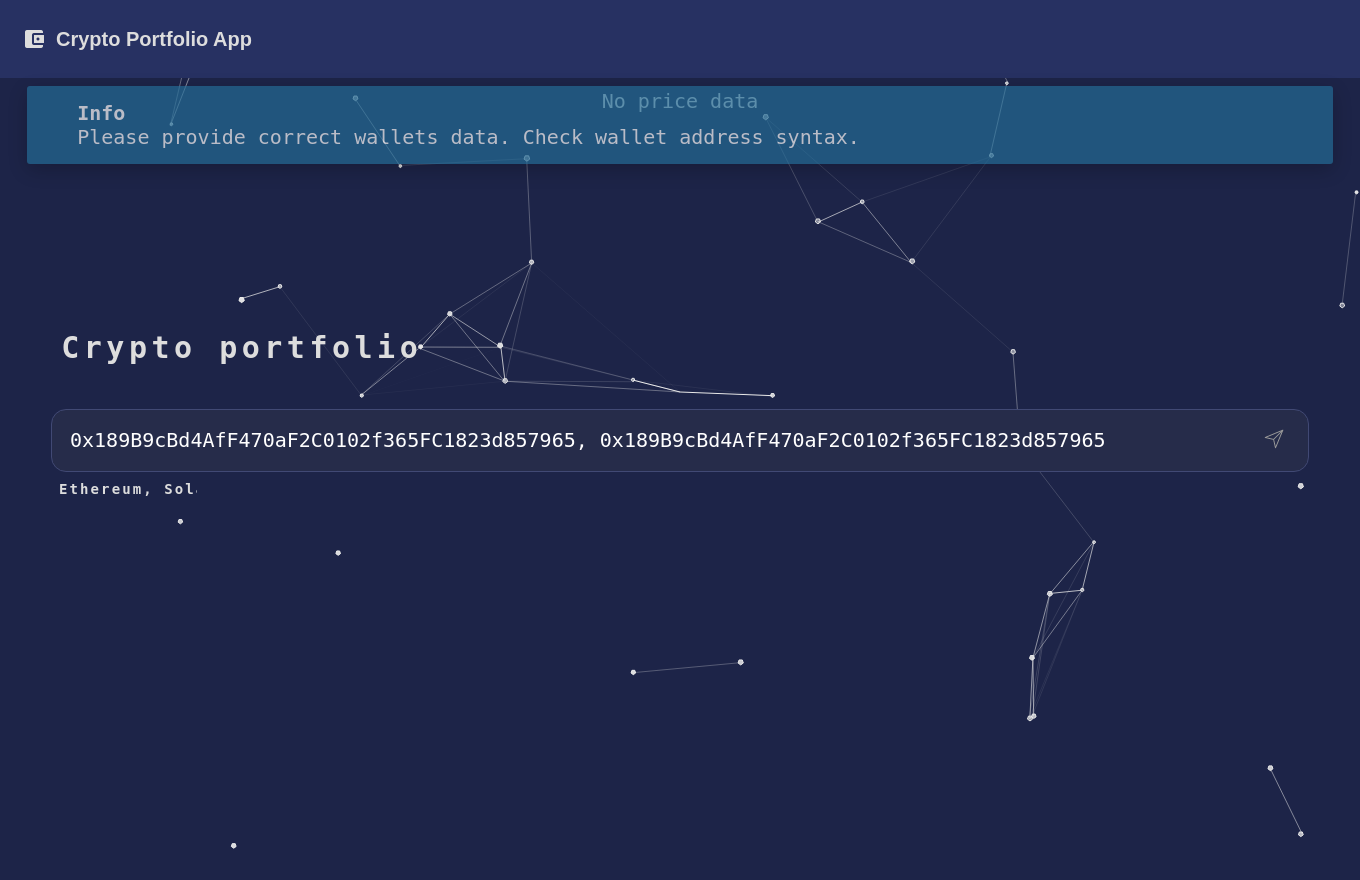 Crypto Portfolio App
No price data
Info
Please provide correct wallets data. Check wallet address syntax.
Crypto portfolio
0x189B9cBd4AfF470aF2C0102f365FC1823d857965, 0x189B9cBd4AfF470aF2C0102f365FC1823d857965
Ethereum, Sol